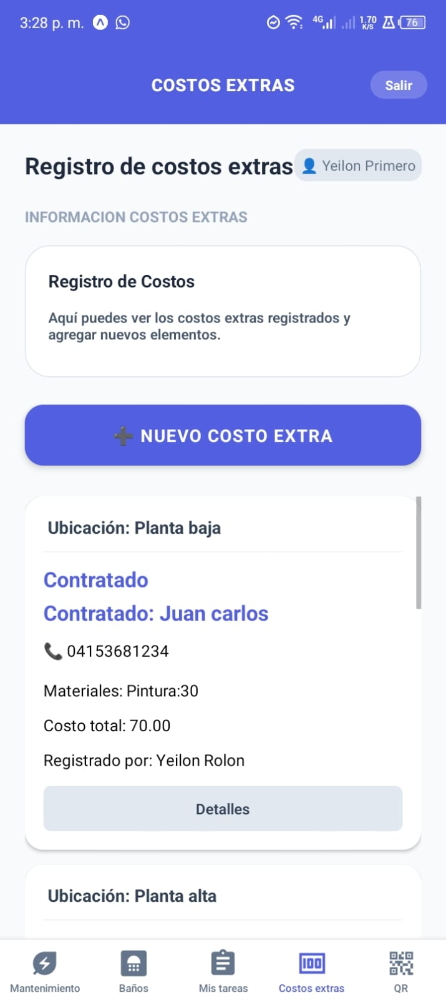 3:28 p. m.
4G
1.70
K/S
76
COSTOS EXTRAS
Salir
Registro de costos extras
Yeilon Primero
INFORMACION COSTOS EXTRAS
Registro de Costos
Aquí puedes ver los costos extras registrados y
agregar nuevos elementos.
➕ NUEVO COSTO EXTRA
Ubicación: Planta baja
Contratado
Contratado: Juan carlos
📞 04153681234
Materiales: Pintura:30
Costo total: 70.00
Registrado por: Yeilon Rolon
Detalles
Ubicación: Planta alta
Mantenimiento
Baños
Mis tareas
100
Costos extras
QR